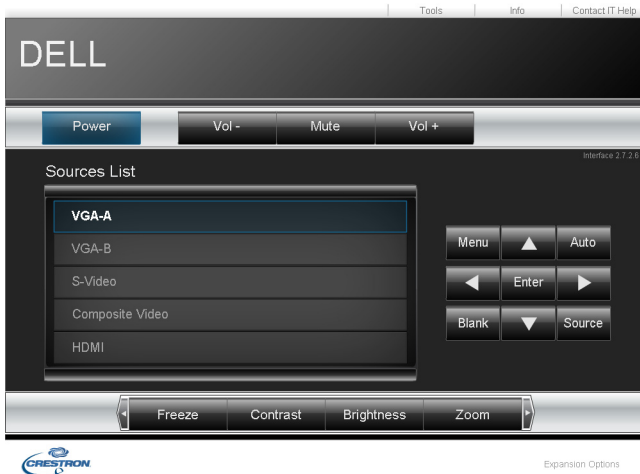 Tools Info Contact IT Help
DELL
Power Vol - Mute Vol +
Interface 2.7.2.6
Sources List
VGA-A
VGA-B
S-Video
Composite Video
HDMI
Menu Auto
Enter
Blank Source
Freeze Contrast Brightness Zoom
CRESTRON
Expansion Options